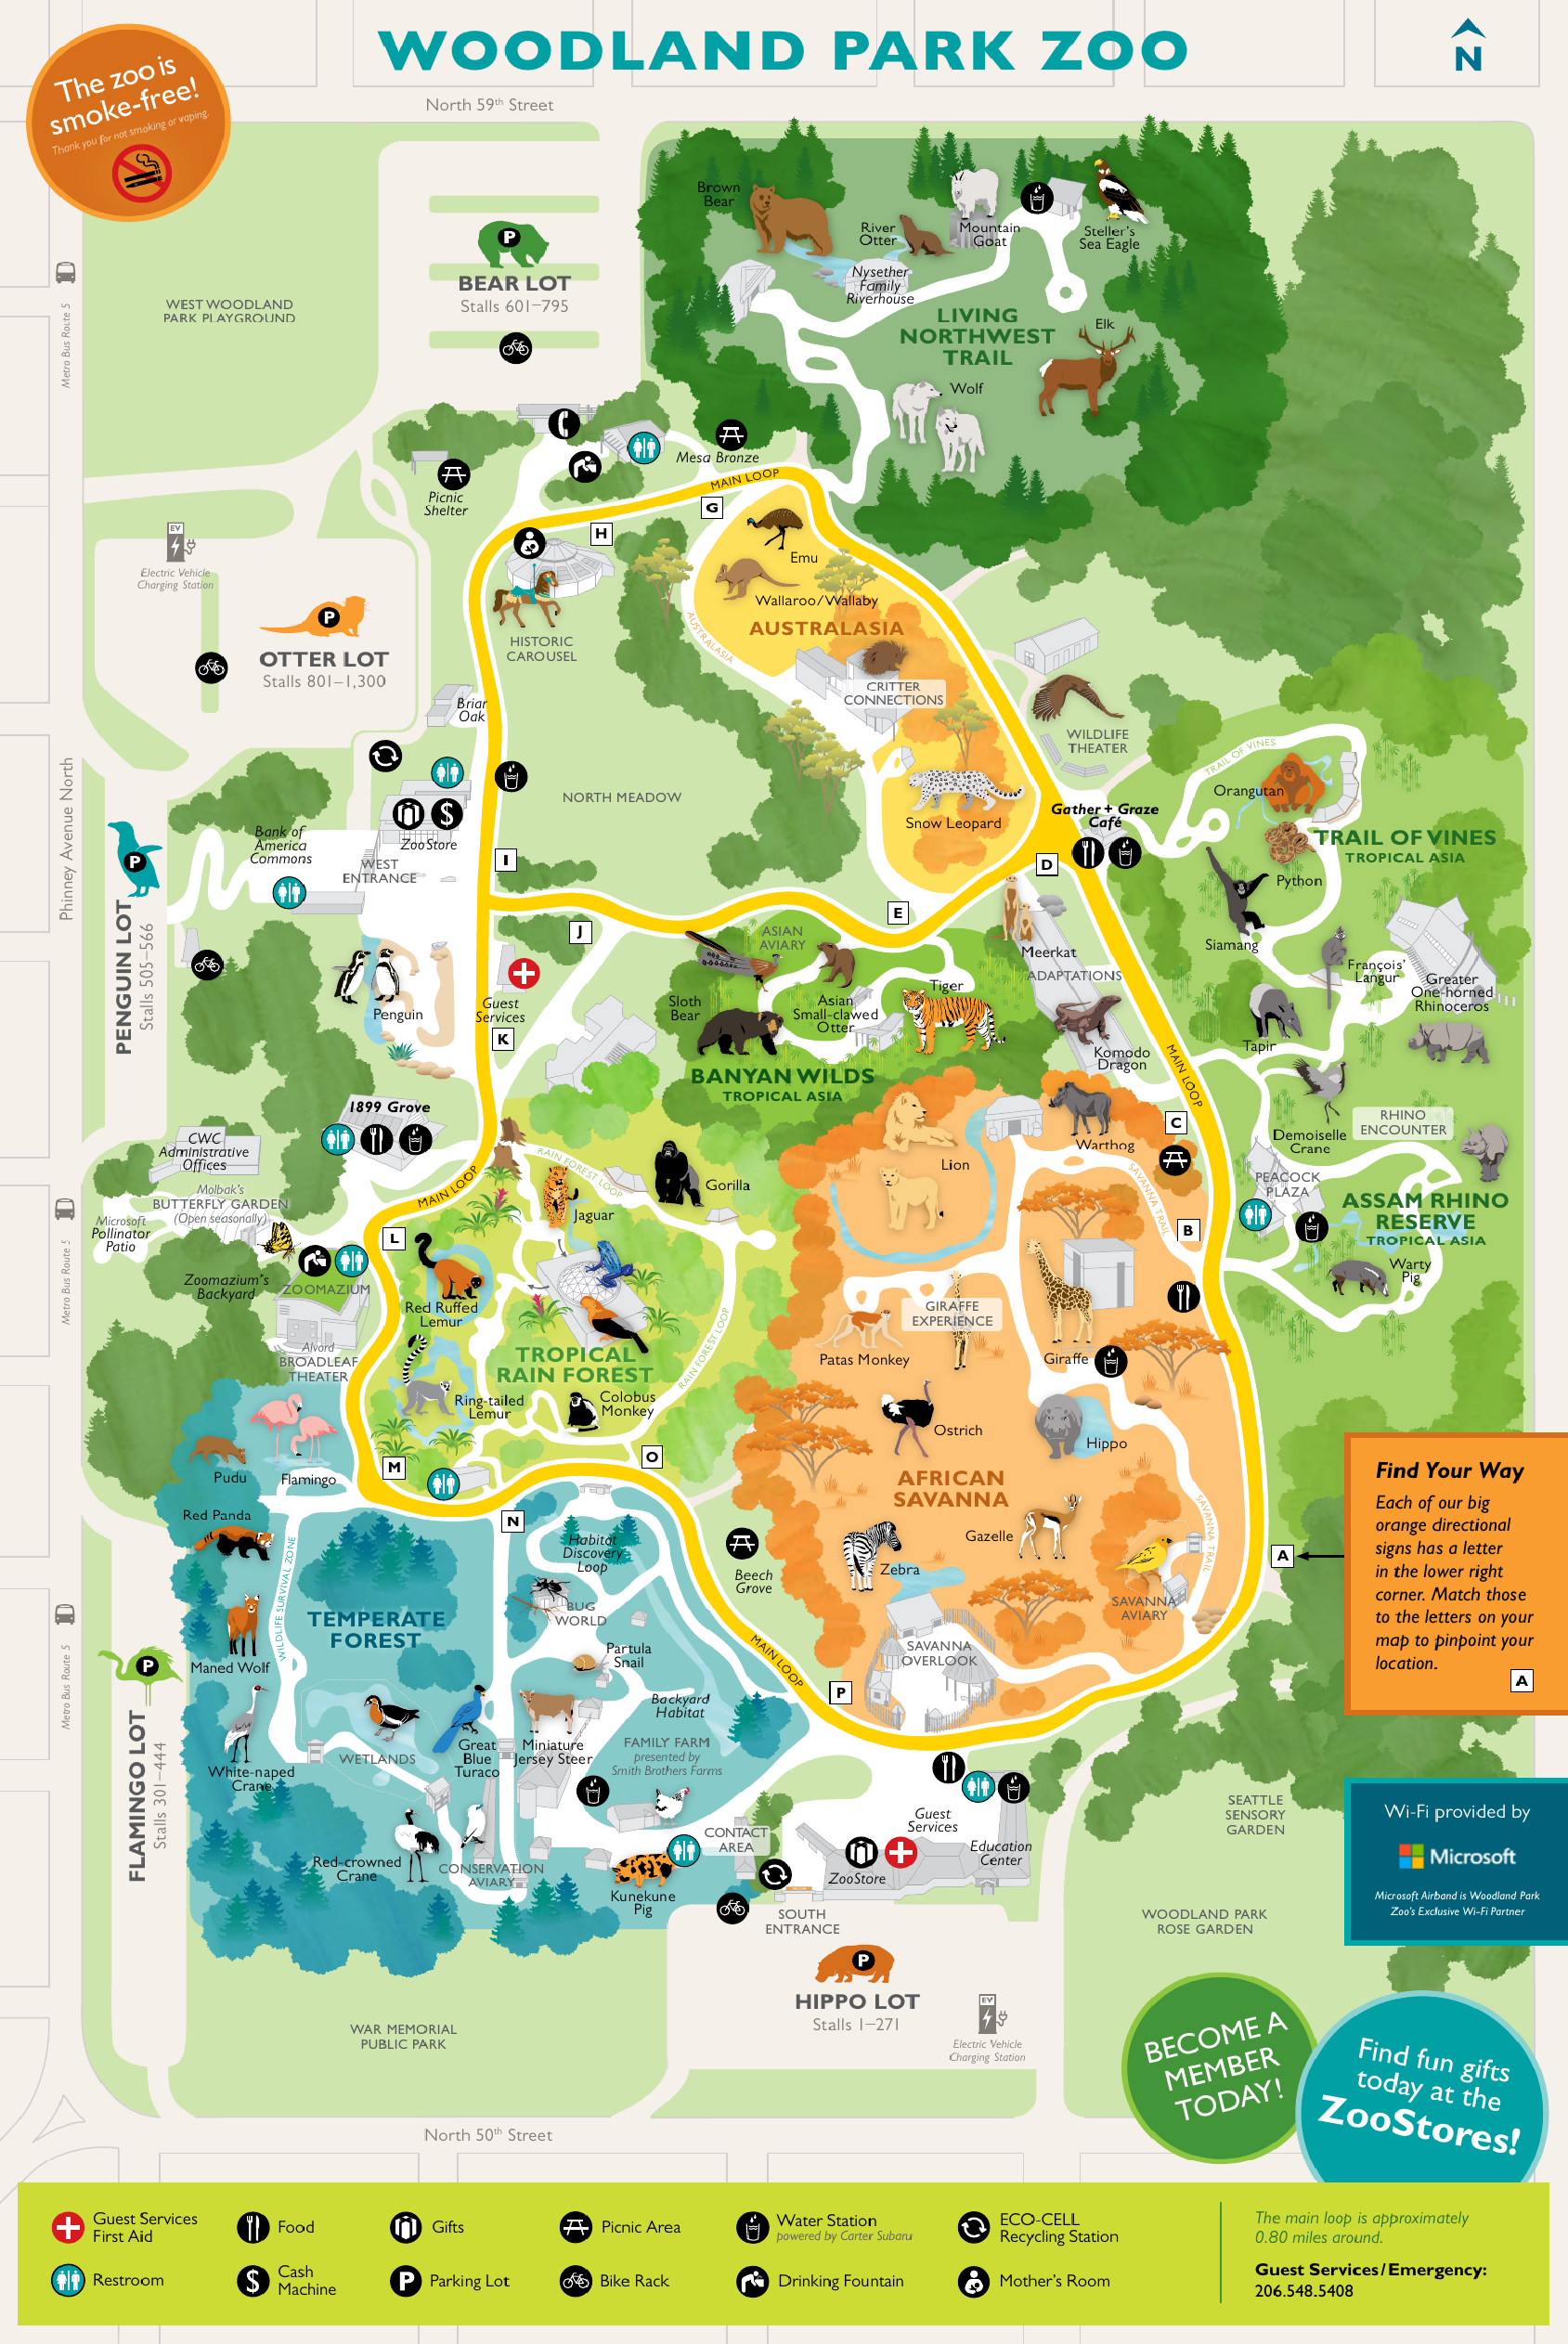 WOODLAND PARK ZOO
N
The zoo is
smoke-free!
Thank you for not smoking or vaping.
North 59th Street
P
BEAR LOT
Stalls 601–795
WEST WOODLAND
PARK PLAYGROUND
Metro Bus Route 5
Brown
Bear
River
Otter
Mountain
Goat
Steller's
Sea Eagle
Nysether
Family
Riverhouse
LIVING
NORTHWEST
TRAIL
Elk
Wolf
Mesa Bronze
Picnic
Shelter
MAIN LOOP
G
H
EV
Electric Vehicle
Charging Station
P
OTTER LOT
Stalls 801–1,300
HISTORIC
CAROUSEL
Emu
Wallaroo/Wallaby
AUSTRALASIA
AUSTRALASIA
CRITTER
CONNECTIONS
Snow Leopard
WILDLIFE
THEATER
Briar
Oak
NORTH MEADOW
$
ZooStore
Bank of
America
Commons
WEST
ENTRANCE
I
Phinney Avenue North
P
PENGUIN LOT
Stalls 505–566
Gather + Graze
Café
D
E
J
TRAIL OF VINES
Orangutan
TRAIL OF VINES
TROPICAL ASIA
Python
Siamang
François'
Langur
Greater
One-horned
Rhinoceros
Tapir
Demoiselle
Crane
RHINO
ENCOUNTER
PEACOCK
PLAZA
ASSAM RHINO
RESERVE
TROPICAL ASIA
Warty
Pig
Penguin
Guest
Services
K
ASIAN
AVIARY
Sloth
Bear
Asian
Small-clawed
Otter
Tiger
BANYAN WILDS
TROPICAL ASIA
Meerkat
ADAPTATIONS
Komodo
Dragon
MAIN LOOP
C
1899 Grove
CWC
Administrative
Offices
Molbak's
BUTTERFLY GARDEN
(Open seasonally)
Microsoft
Pollinator
Patio
Metro Bus Route 5
Zoomazium's
Backyard
ZOOMAZIUM
Alvord
BROADLEAF
THEATER
MAIN LOOP
L
RAIN FOREST LOOP
Jaguar
Gorilla
Red Ruffed
Lemur
TROPICAL
RAIN FOREST
Ring-tailed
Lemur
Colobus
Monkey
RAIN FOREST LOOP
M
O
N
Lion
Warthog
SAVANNA TRAIL
B
GIRAFFE
EXPERIENCE
Patas Monkey
Giraffe
Ostrich
Hippo
AFRICAN
SAVANNA
Gazelle
Zebra
SAVANNA TRAIL
SAVANNA
AVIARY
SAVANNA
OVERLOOK
A
Find Your Way
Each of our big
orange directional
signs has a letter
in the lower right
corner. Match those
to the letters on your
map to pinpoint your
location.
A
Pudu
Flamingo
Red Panda
WILDLIFE SURVIVAL ZONE
TEMPERATE
FOREST
Maned Wolf
White-naped
Crane
WETLANDS
Great
Blue
Turaco
Red-crowned
Crane
CONSERVATION
AVIARY
Habitat
Discovery
Loop
BUG
WORLD
Partula
Snail
Miniature
Jersey Steer
Backyard
Habitat
FAMILY FARM
presented by
Smith Brothers Farms
Kunekune
Pig
CONTACT
AREA
Beech
Grove
MAIN LOOP
P
Metro Bus Route 5
P
FLAMINGO LOT
Stalls 301–444
Guest
Services
ZooStore
Education
Center
SOUTH
ENTRANCE
P
HIPPO LOT
Stalls 1–271
EV
Electric Vehicle
Charging Station
SEATTLE
SENSORY
GARDEN
WOODLAND PARK
ROSE GARDEN
WAR MEMORIAL
PUBLIC PARK
North 50th Street
Wi-Fi provided by
Microsoft
Microsoft Airband is Woodland Park
Zoo's Exclusive Wi-Fi Partner
BECOME A
MEMBER
TODAY!
Find fun gifts
today at the
ZooStores!
Guest Services
First Aid
Restroom
Food
$
Cash
Machine
Gifts
P
Parking Lot
Picnic Area
Bike Rack
Water Station
powered by Carter Subaru
Drinking Fountain
ECO-CELL
Recycling Station
Mother's Room
The main loop is approximately
0.80 miles around.
Guest Services/Emergency:
206.548.5408